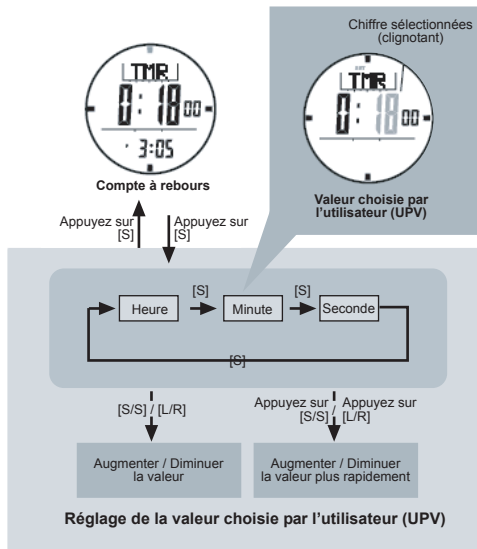 Chiffre sélectionnées
(clignotant)
TMR
0: 18 00
3:05
Compte à rebours
SET
TMR
0: 18 00
Valeur choisie par
l'utilisateur (UPV)
Appuyez sur
[S]
Appuyez sur
[S]
Heure
[S]
Minute
[S]
Seconde
[S]
[S/S] / [L/R]
Appuyez sur
[S/S] /
Appuyez sur
[L/R]
Augmenter / Diminuer
la valeur
Augmenter / Diminuer
la valeur plus rapidement
Réglage de la valeur choisie par l'utilisateur (UPV)